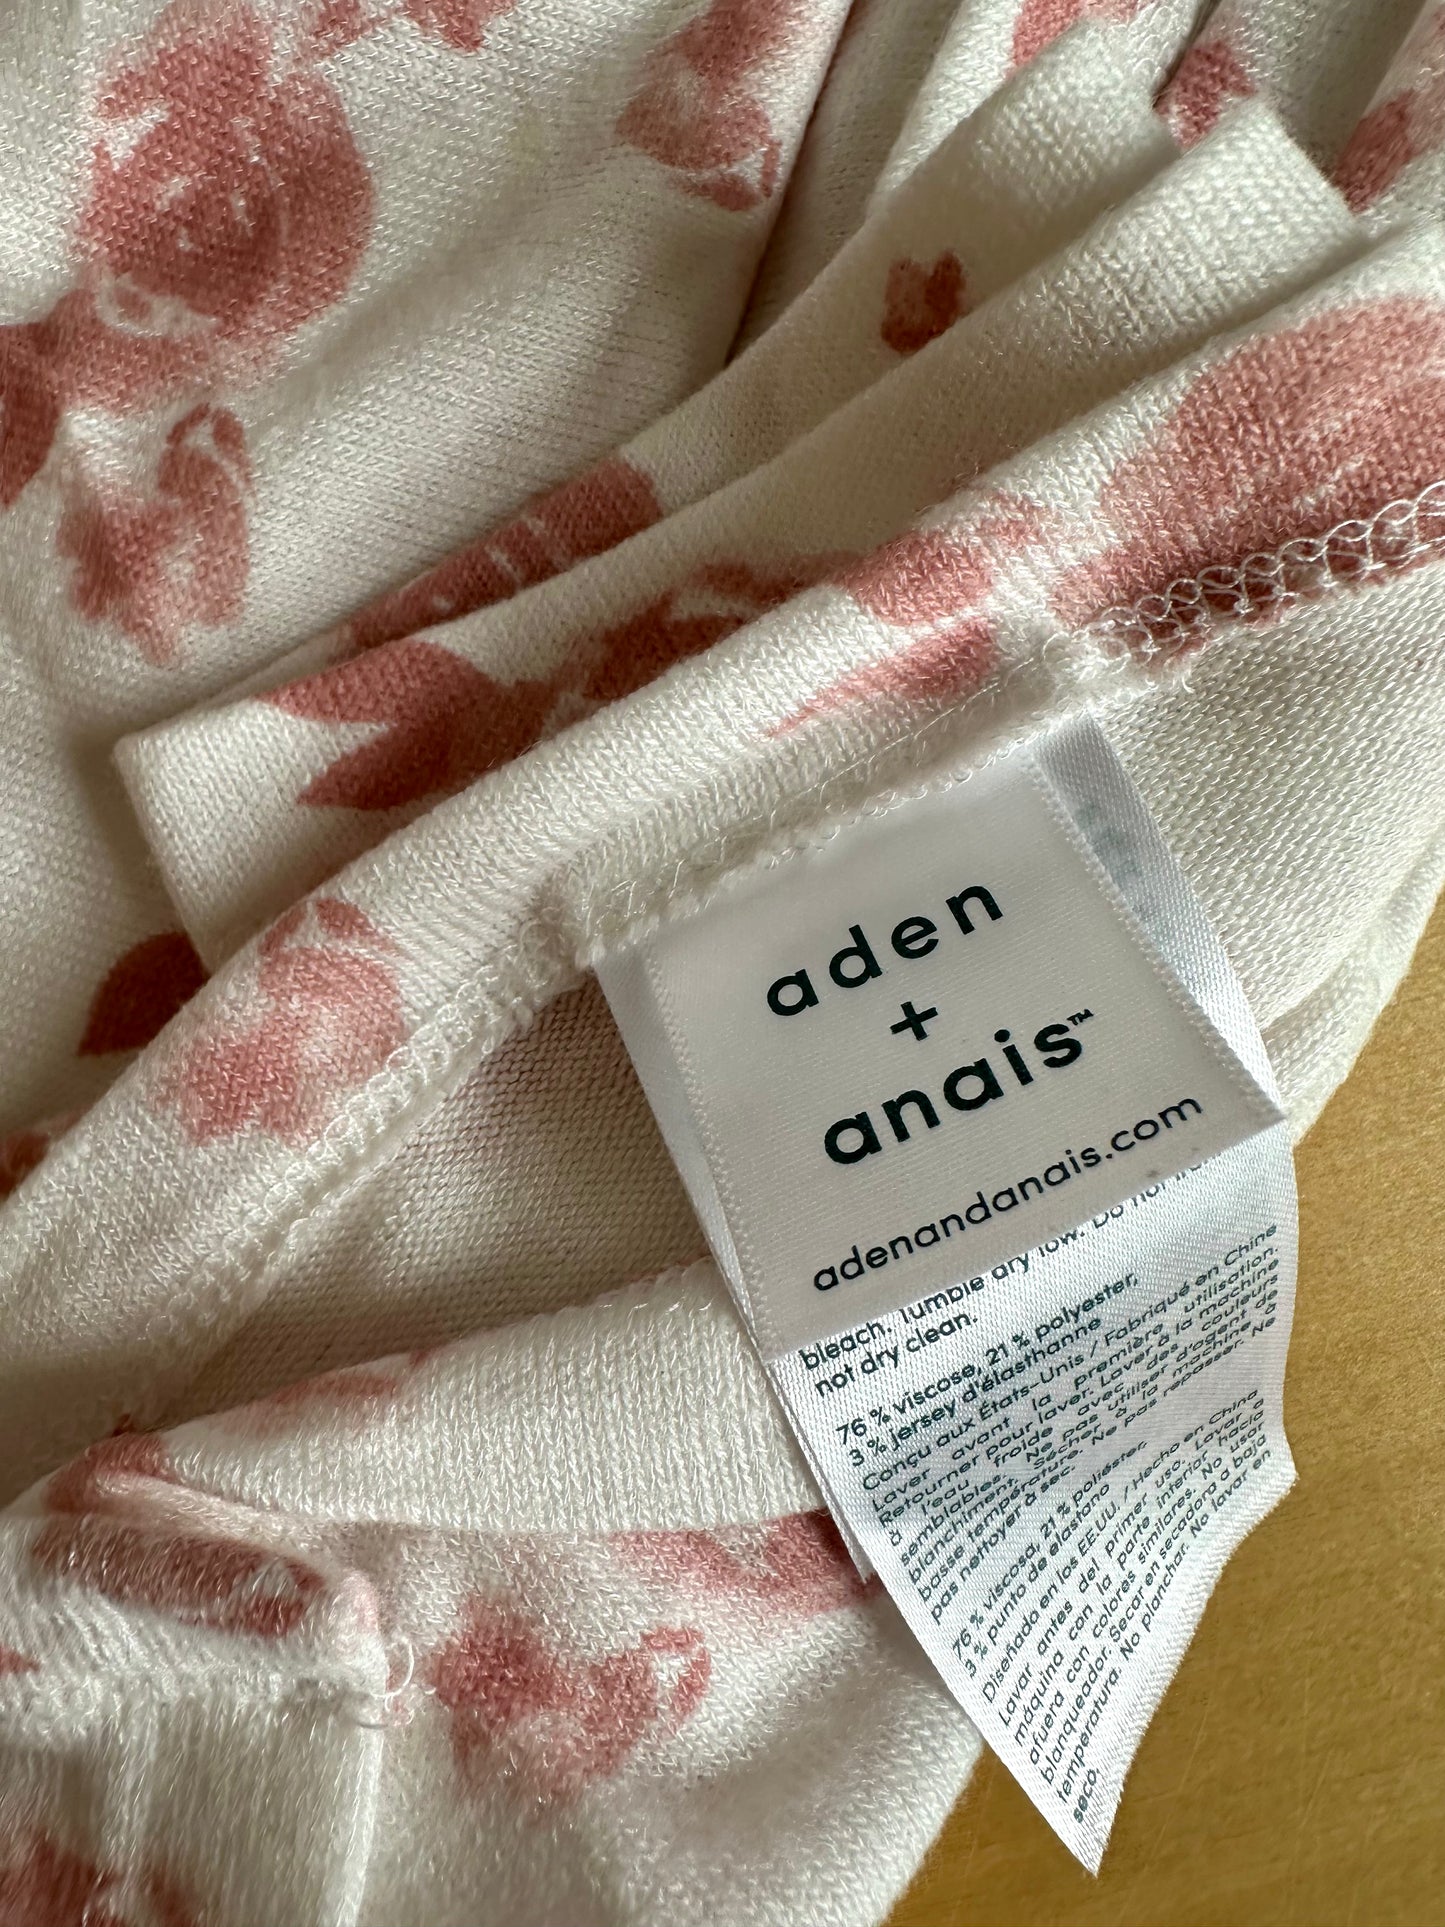 aden
+
anais™
adenandanais.com
bleach. Tumble dry low. Do not
not dry clean.
76 % viscose, 21 % polyester,
3 % jersey d'élasthanne
Conçu aux États-Unis / Fabriqué en Chine
Laver avant la première utilisation.
Retourner pour laver. Laver à la machine
à l'eau froide avec des couleurs
semblables. Ne pas utiliser d'agent de
blanchiment. Sécher à la machine à
basse température. Ne pas repasser. Ne
pas nettoyer à sec.
76 % viscosa, 21 % poliéster,
3 % punto de elastano
Diseñado en los EE.UU. / Hecho en China
Lavar antes del primer uso. Lavar a
máquina con la parte interior hacia
afuera con colores similares. No usar
blanqueador. Secar en secadora a baja
temperatura. No planchar. No lavar en
seco.